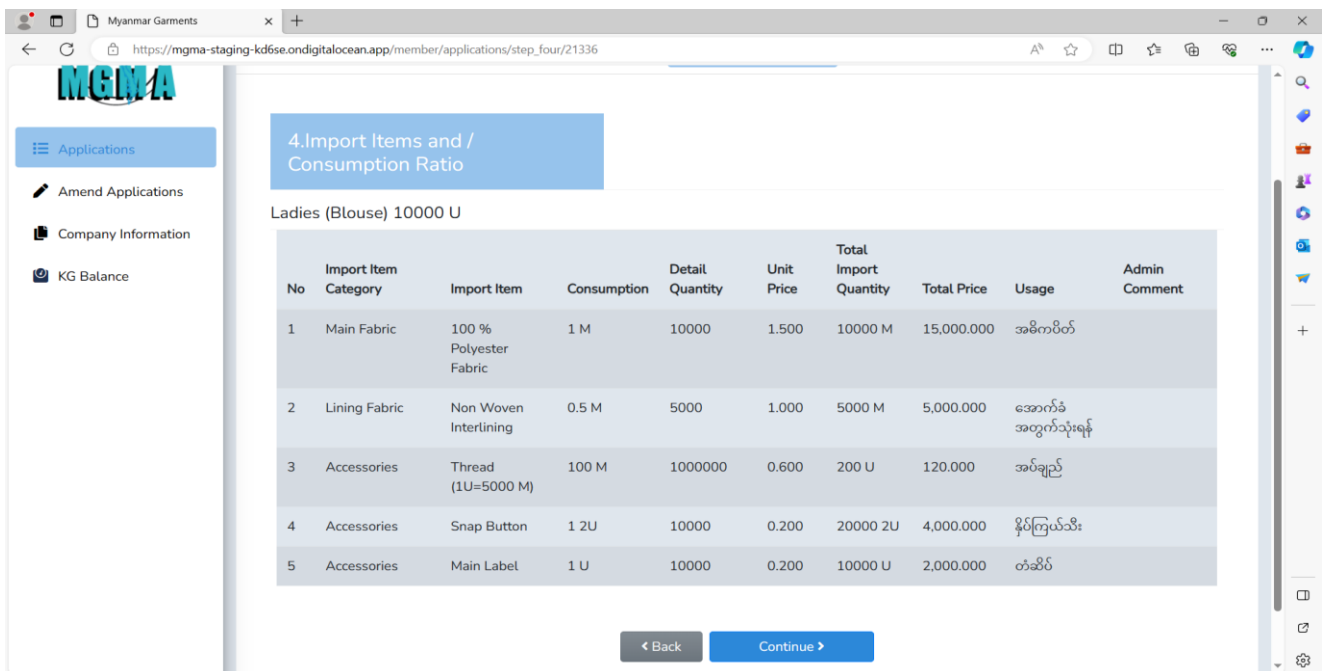 Myanmar Garments
https://mgma-staging-kd6se.ondigitalocean.app/member/applications/step_four/21336
MGMA
Applications
Amend Applications
Company Information
KG Balance
4.Import Items and /
Consumption Ratio
Ladies (Blouse) 10000 U
No Import Item Category Import Item Consumption Detail Quantity Unit Price Total Import Quantity Total Price Usage Admin Comment
1 Main Fabric 100 % Polyester Fabric 1 M 10000 1.500 10000 M 15,000.000 အဓိကပိတ်
2 Lining Fabric Non Woven Interlining 0.5 M 5000 1.000 5000 M 5,000.000 အောက်ခံ အတွက်သုံးရန်
3 Accessories Thread (1U=5000 M) 100 M 1000000 0.600 200 U 120.000 အပ်ချည်
4 Accessories Snap Button 1 2U 10000 0.200 20000 2U 4,000.000 နှိပ်ကြယ်သီး
5 Accessories Main Label 1 U 10000 0.200 10000 U 2,000.000 တံဆိပ်
Back
Continue